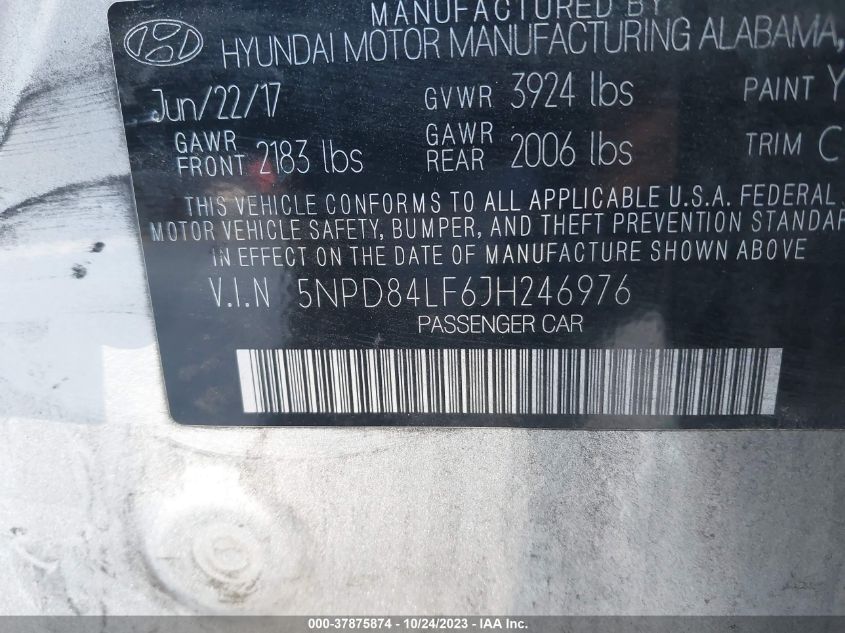 MANUFACTURED BY
HYUNDAI MOTOR MANUFACTURING ALABAMA,
Jun/22/17 GVWR 3924 lbs PAINT Y
GAWR FRONT 2183 lbs GAWR REAR 2006 lbs TRIM C
THIS VEHICLE CONFORMS TO ALL APPLICABLE U.S.A. FEDERAL
MOTOR VEHICLE SAFETY, BUMPER, AND THEFT PREVENTION STANDAR
IN EFFECT ON THE DATE OF MANUFACTURE SHOWN ABOVE
V.I.N 5NPD84LF6JH246976
PASSENGER CAR
000-37875874 - 10/24/2023 - © IAA Inc.